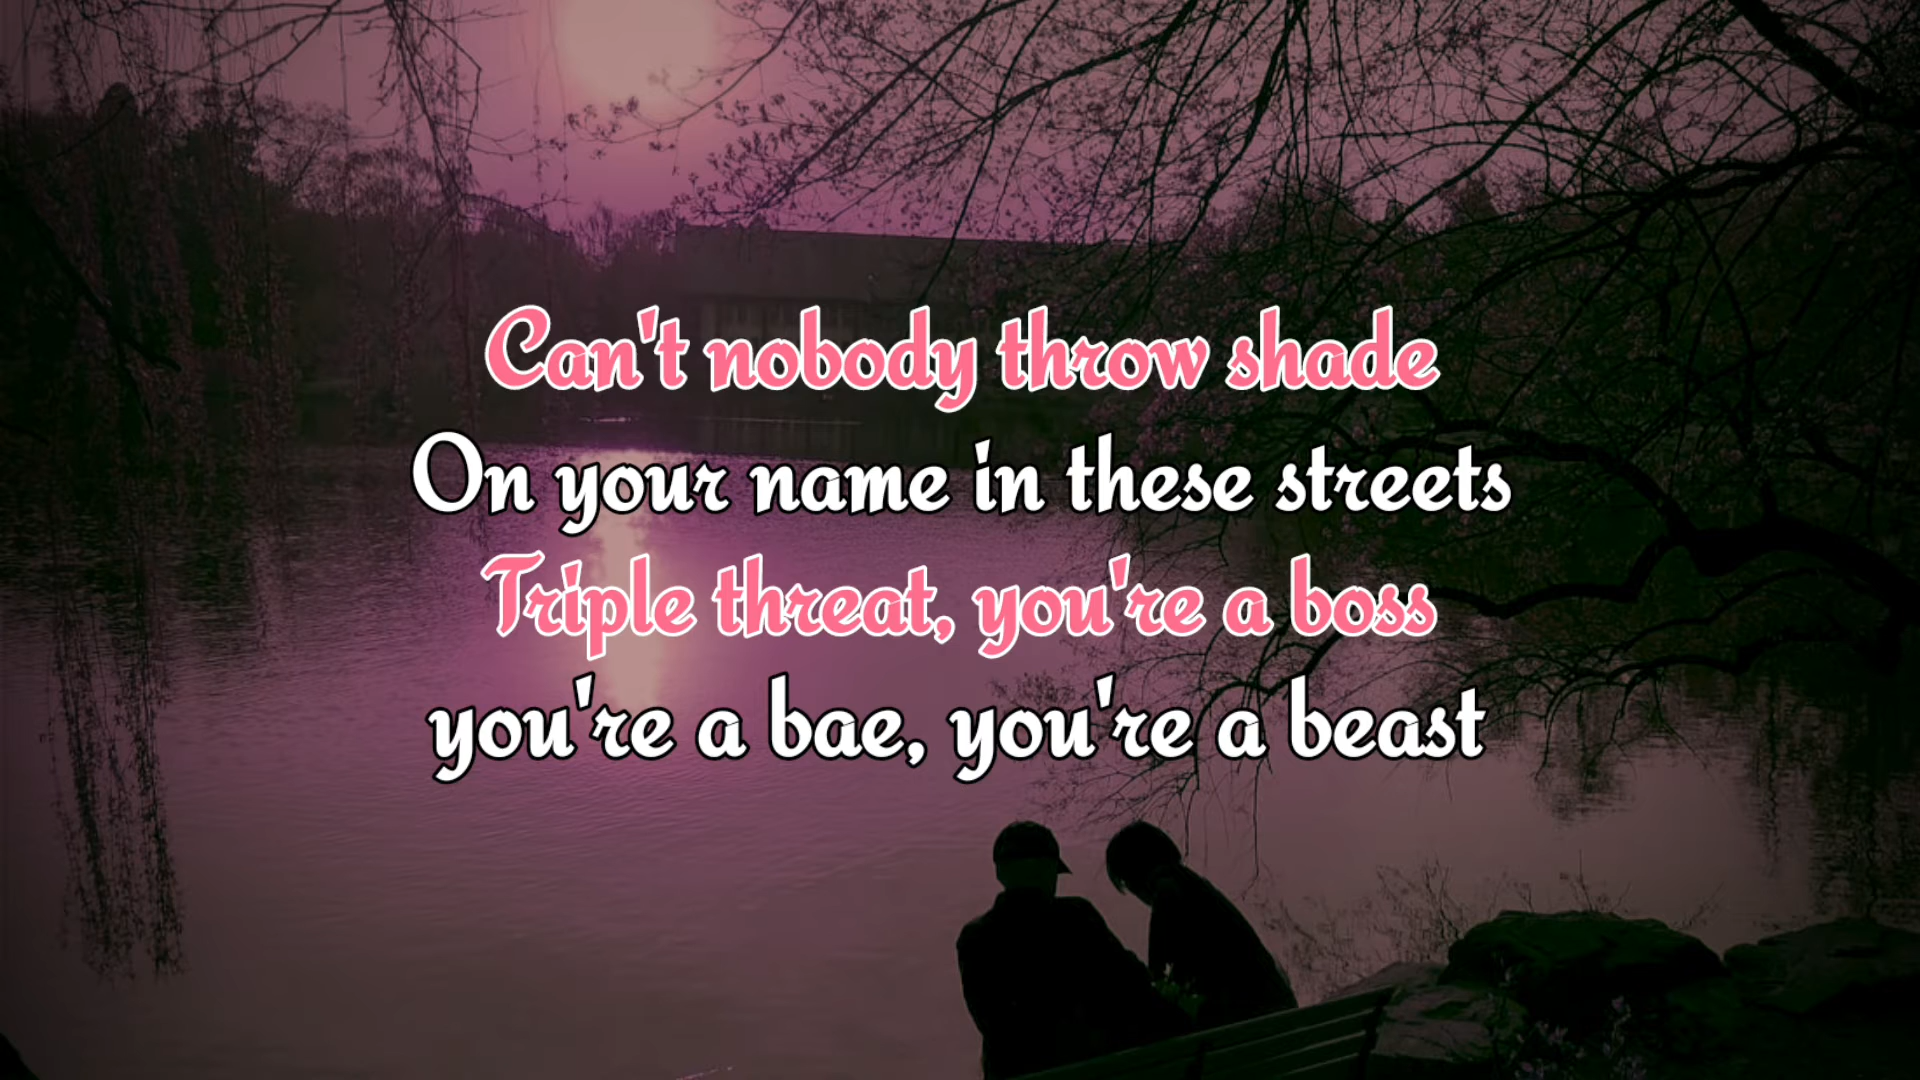 Can't nobody throw shade
On your name in these streets
Triple threat, you're a boss
you're a bae, you're a beast